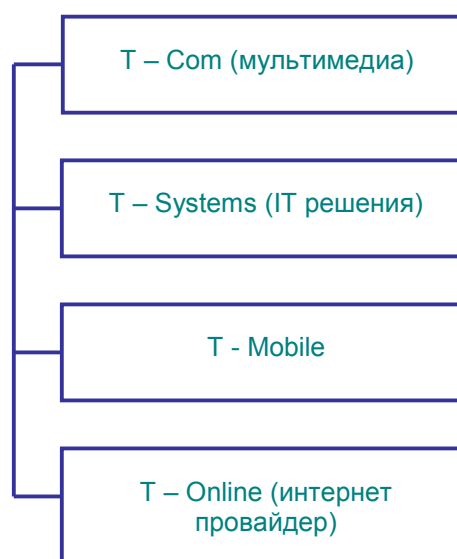 T – Com (мультимедиа)
T – Systems (IT решения)
T - Mobile
T – Online (интернет
провайдер)